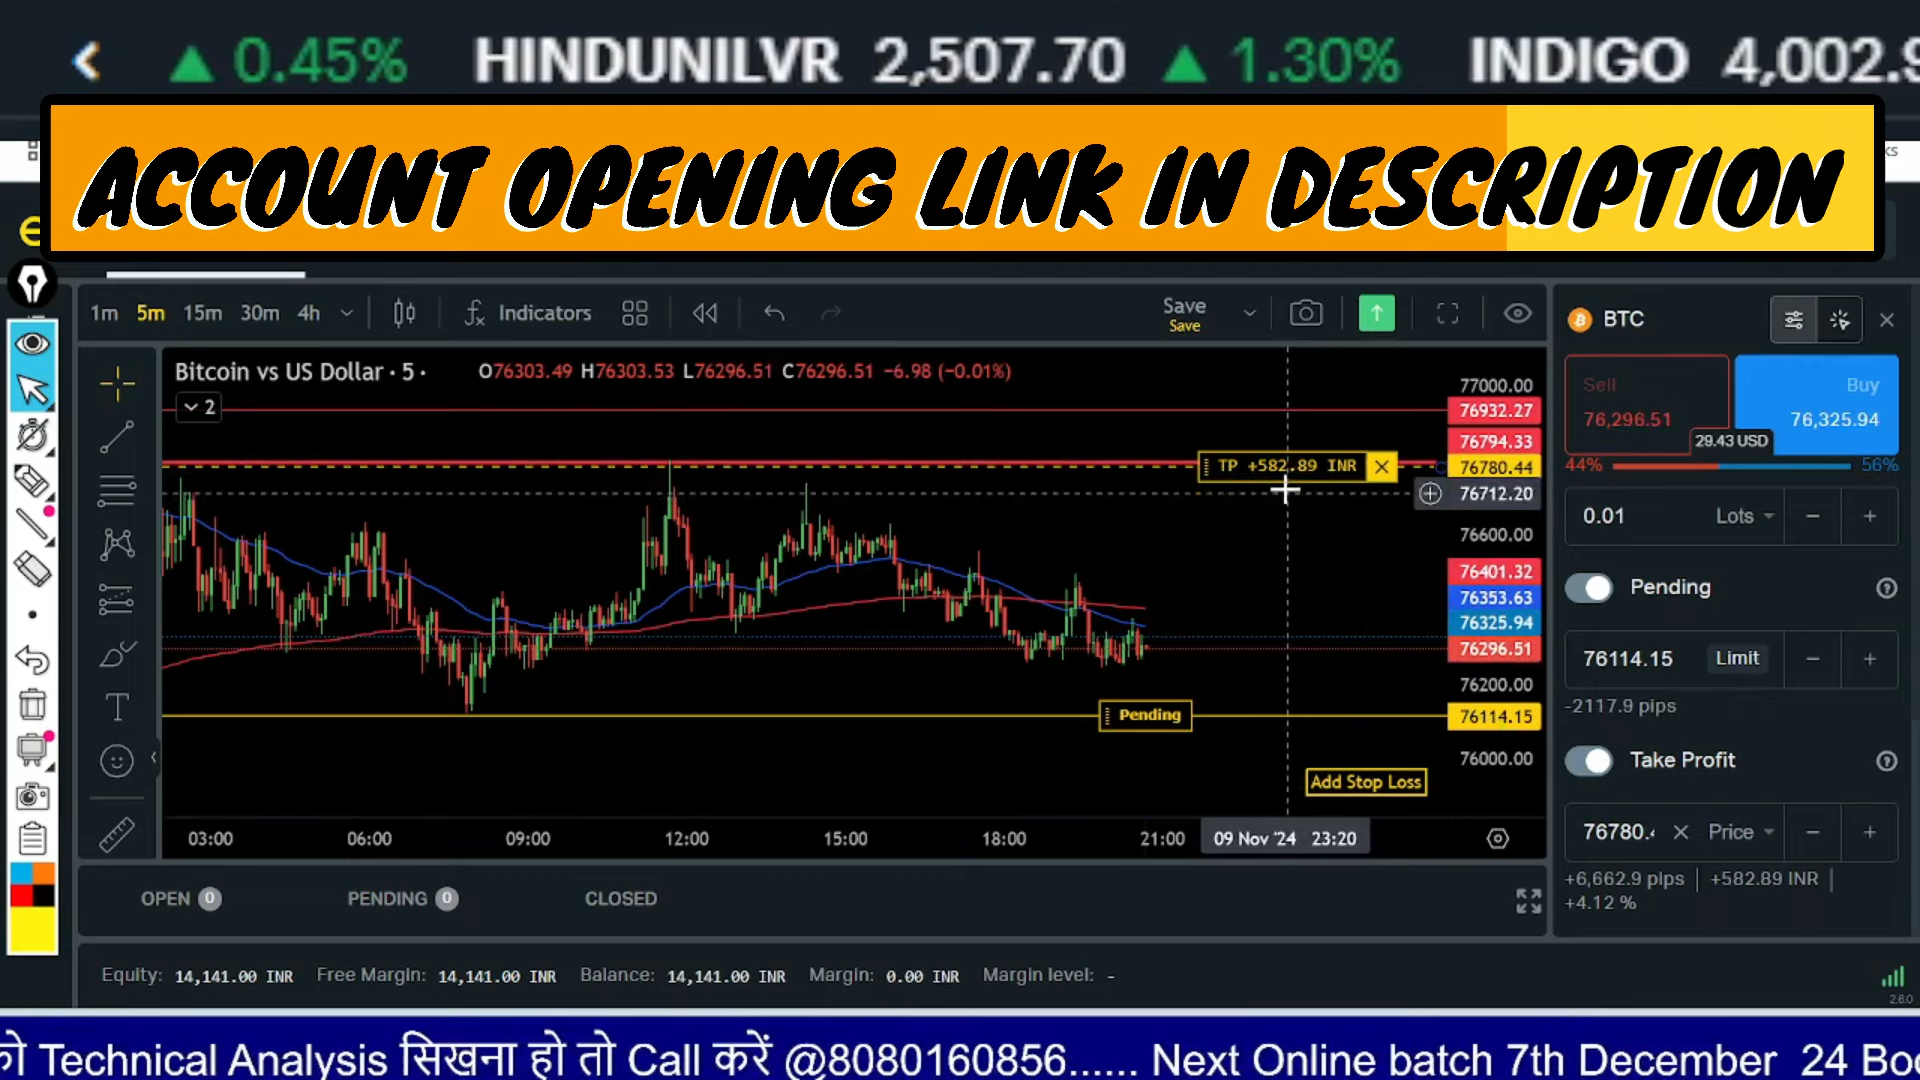 ▲ 0.45% HINDUNILVR 2,507.70 ▲ 1.30% INDIGO 4,002.9
ACCOUNT OPENING LINK IN DESCRIPTION
1m 5m 15m 30m 4h Indicators Save
Save
BTC
Bitcoin vs US Dollar · 5 · O76303.49 H76303.53 L76296.51 C76296.51 −6.98 (−0.01%)
2
77000.00
76932.27
76794.33
TP +582.89 INR
76780.44
76712.20
76600.00
76401.32
76353.63
76325.94
76296.51
76200.00
Pending
76114.15
76000.00
Add Stop Loss
03:00 06:00 09:00 12:00 15:00 18:00 21:00 09 Nov '24 23:20
Sell Buy
76,296.51 76,325.94
29.43 USD
44% 56%
0.01 Lots − +
Pending
76114.15 Limit − +
-2117.9 pips
Take Profit
76780. Price − +
+6,662.9 pips | +582.89 INR |
+4.12 %
OPEN 0 PENDING 0 CLOSED
Equity: 14,141.00 INR Free Margin: 14,141.00 INR Balance: 14,141.00 INR Margin: 0.00 INR Margin level: -
2.6.0
को Technical Analysis सिखना हो तो Call करें @8080160856...... Next Online batch 7th December 24 Boo